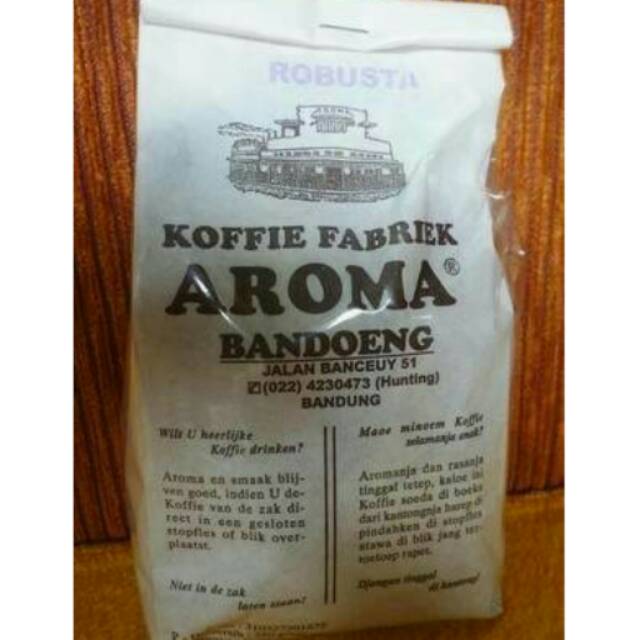 ROBUSTA
AROMA
KOFFIE FABRIEK
AROMA®
BANDOENG
JALAN BANCEUY 51
(022) 4230473 (Hunting)
BANDUNG
Wilt U heerlijke
Koffie drinken?
Aroma en smaak blij-
ven goed, indien U de-
Koffie van de zak di-
rect in een gesloten
stopfles of blik over-
plaatst.
Niet in de zak
laten staan!
Maoe minoem Koffie
selamanja enak?
Aromanja dan rasanja
tinggal tetep, kaloe ini
Koffie soeda di boeka
dari kantongnja harep di
pindahken di stopfles
atawa di blik jang ter-
toetoep rapet.
Djangan tinggal
di kantong!